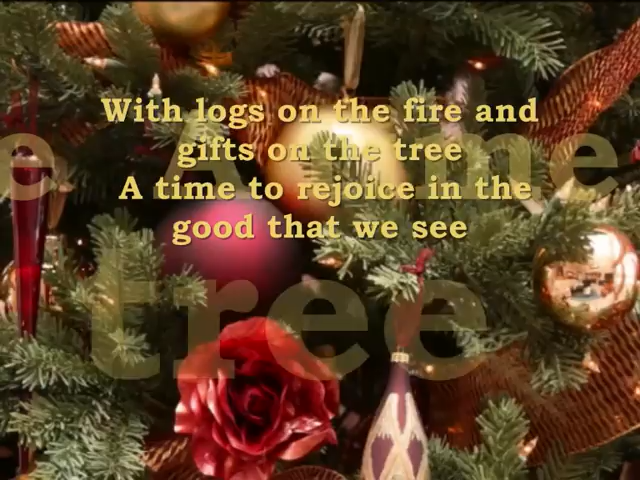 With logs on the fire and
gifts on the tree
A time to rejoice in the
good that we see
e A time
tree